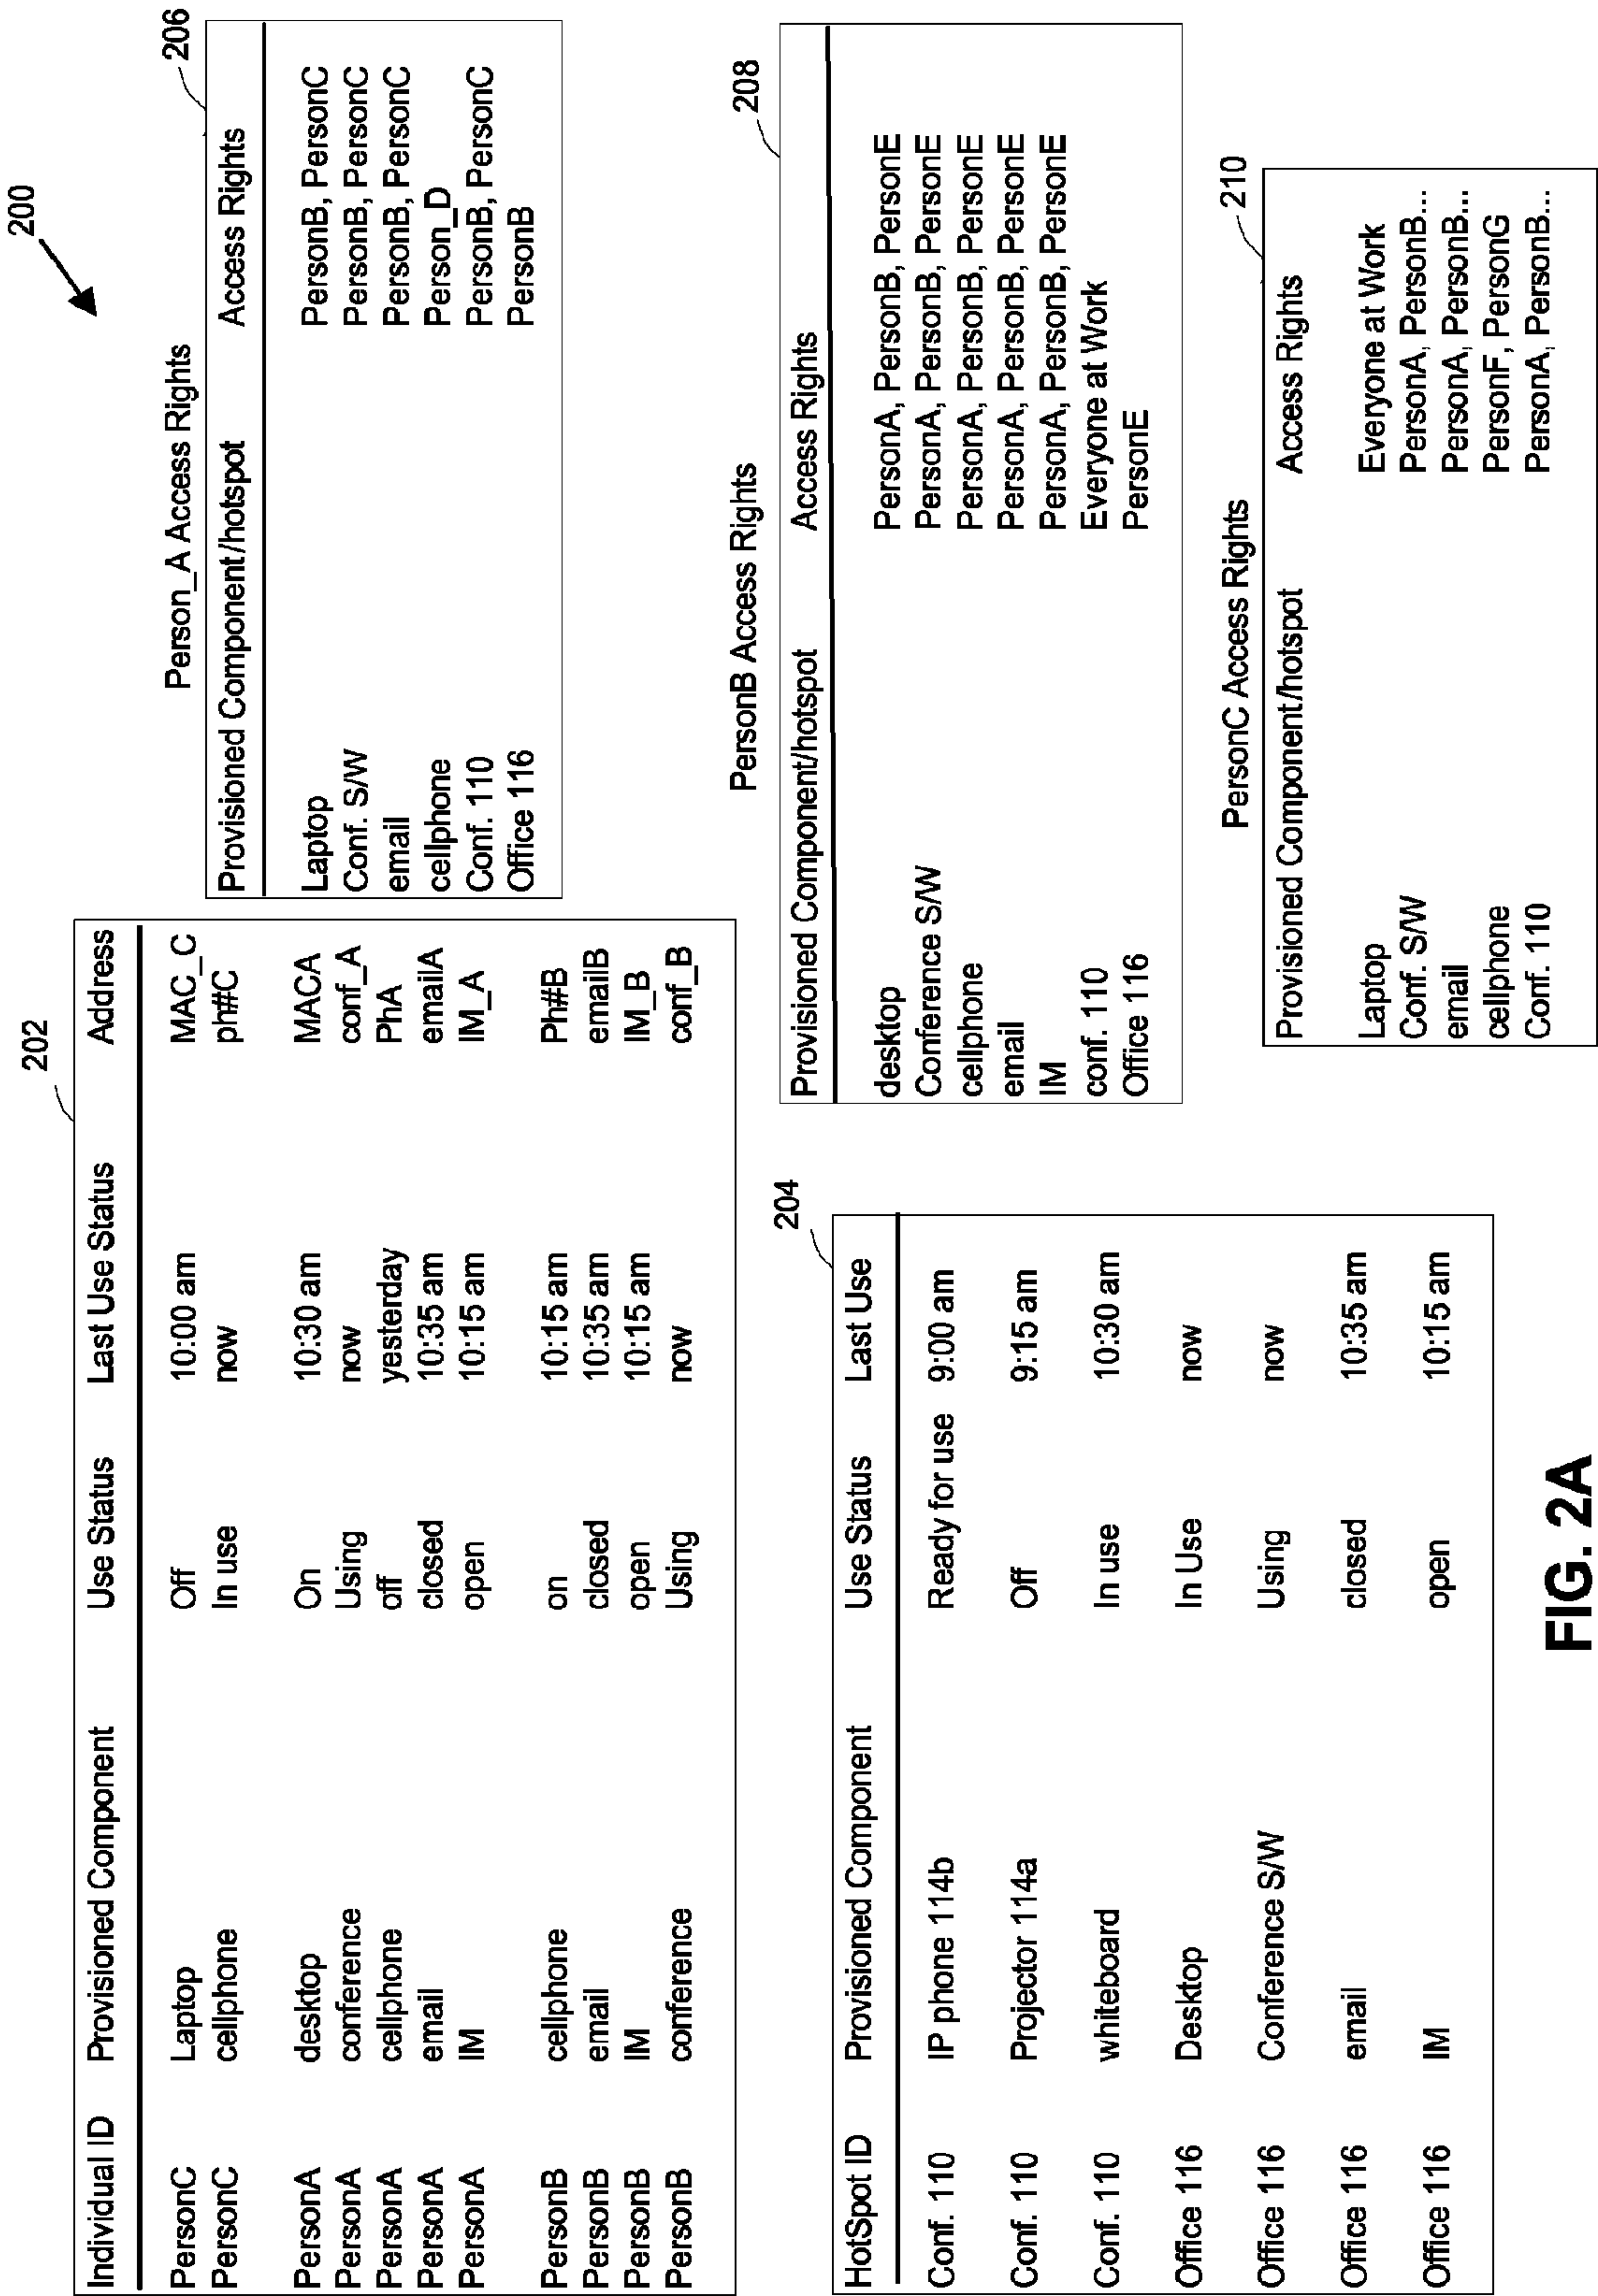 200
202
Individual ID Provisioned Component Use Status Last Use Status Address
PersonC Laptop Off 10:00 am MAC_C
PersonC cellphone In use now ph#C
PersonA desktop On 10:30 am MACA
PersonA conference Using now conf_A
PersonA cellphone off yesterday PhA
PersonA email closed 10:35 am emailA
PersonA IM open 10:15 am IM_A
PersonB cellphone on 10:15 am Ph#B
PersonB email closed 10:35 am emailB
PersonB IM open 10:15 am IM_B
PersonB conference Using now conf_B
204
HotSpot ID Provisioned Component Use Status Last Use
Conf. 110 IP phone 114b Ready for use 9:00 am
Conf. 110 Projector 114a Off 9:15 am
Conf. 110 whiteboard In use 10:30 am
Office 116 Desktop In Use now
Office 116 Conference S/W Using now
Office 116 email closed 10:35 am
Office 116 IM open 10:15 am
Person_A Access Rights
206
Provisioned Component/hotspot Access Rights
Laptop PersonB, PersonC
Conf. S/W PersonB, PersonC
email PersonB, PersonC
cellphone Person_D
Conf. 110 PersonB, PersonC
Office 116 PersonB
PersonB Access Rights
208
Provisioned Component/hotspot Access Rights
desktop PersonA, PersonB, PersonE
Conference S/W PersonA, PersonB, PersonE
cellphone PersonA, PersonB, PersonE
email PersonA, PersonB, PersonE
IM PersonA, PersonB, PersonE
conf. 110 Everyone at Work
Office 116 PersonE
PersonC Access Rights
210
Provisioned Component/hotspot Access Rights
Laptop Everyone at Work
Conf. S/W PersonA, PersonB...
email PersonA, PersonB...
cellphone PersonF, PersonG
Conf. 110 PersonA, PersonB...
FIG. 2A